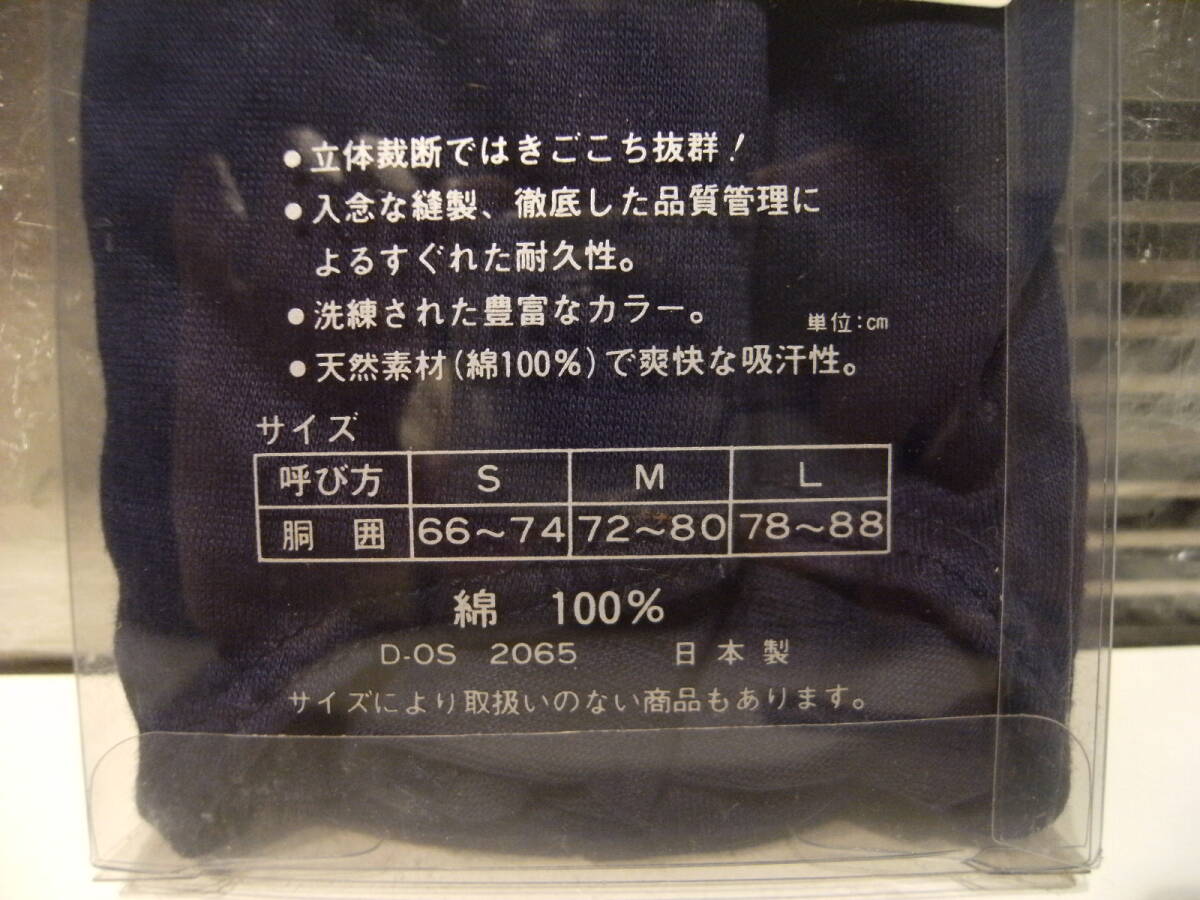 ●立体裁断ではきごこち抜群!
●入念な縫製、徹底した品質管理に
よるすぐれた耐久性。
●洗練された豊富なカラー。
単位:cm
●天然素材(綿100%)で爽快な吸汗性。
サイズ
呼び方 S M L
胴囲 66〜74 72〜80 78〜88
綿 100%
D-OS 2065 日本製
サイズにより取扱いのない商品もあります。